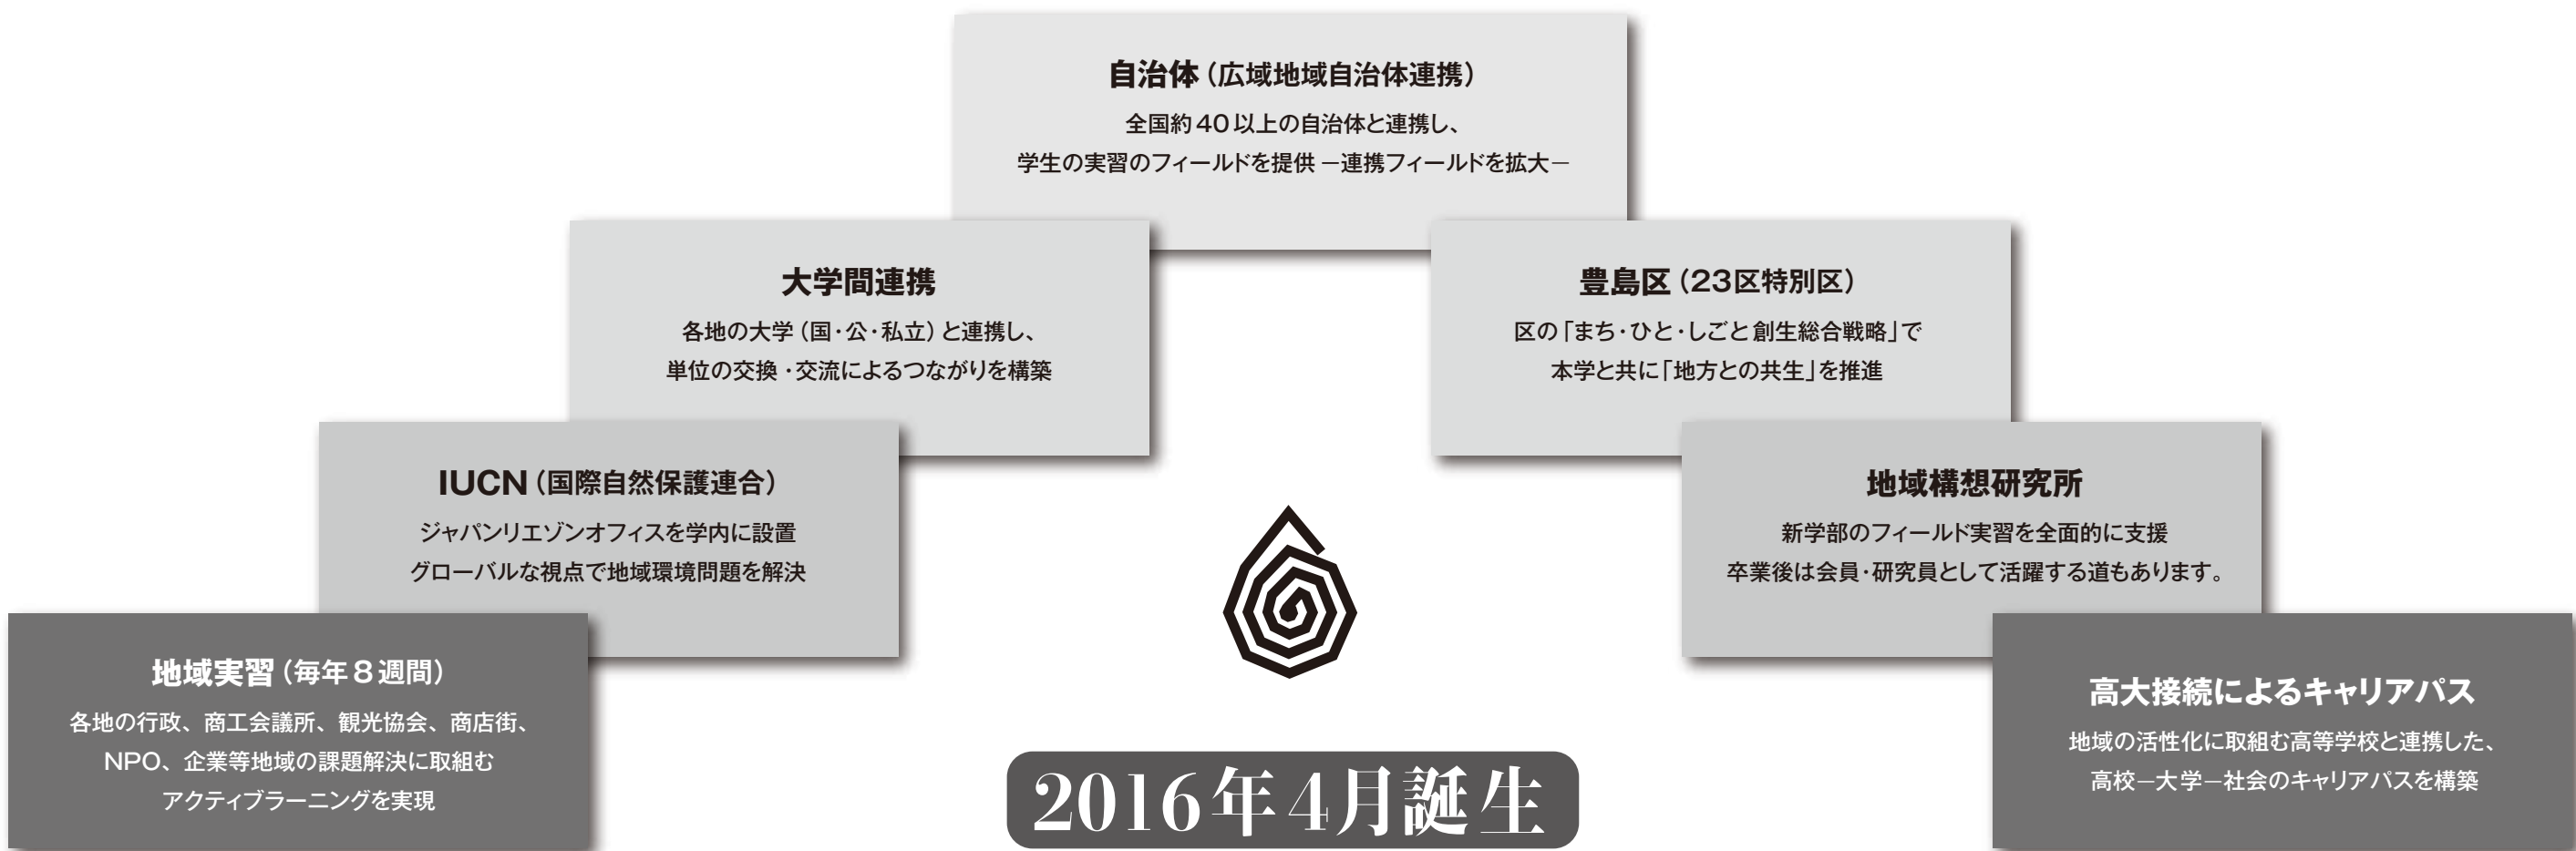 自治体（広域地域自治体連携）
全国約40以上の自治体と連携し、
学生の実習のフィールドを提供 －連携フィールドを拡大－
大学間連携
各地の大学（国・公・私立）と連携し、
単位の交換・交流によるつながりを構築
豊島区（23区特別区）
区の「まち・ひと・しごと創生総合戦略」で
本学と共に「地方との共生」を推進
IUCN（国際自然保護連合）
ジャパンリエゾンオフィスを学内に設置
グローバルな視点で地域環境問題を解決
地域構想研究所
新学部のフィールド実習を全面的に支援
卒業後は会員・研究員として活躍する道もあります。
地域実習（毎年8週間）
各地の行政、商工会議所、観光協会、商店街、
NPO、企業等地域の課題解決に取組む
アクティブラーニングを実現
高大接続によるキャリアパス
地域の活性化に取組む高等学校と連携した、
高校－大学－社会のキャリアパスを構築
2016年4月誕生